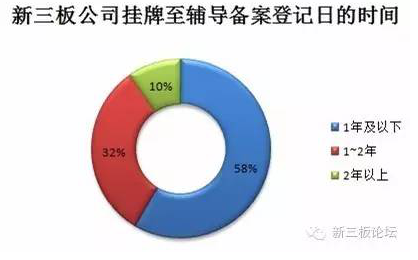 新三板公司挂牌至辅导备案登记日的时间
10%
32%
58%
1年及以下
1~2年
2年以上
新三板论坛